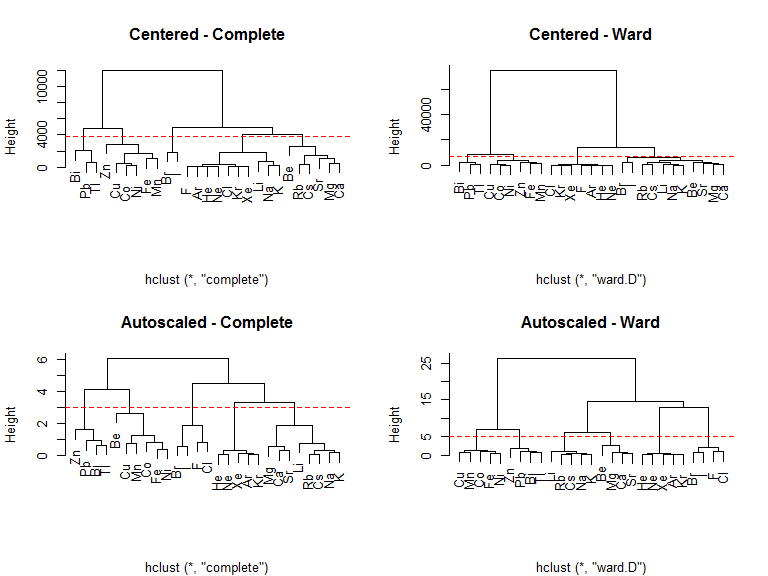 Centered - Complete
Height
0
4000
10000
Bi
Pb
Tl
Zn
Cu
Co
Ni
Fe
Mn
Br
I
F
Ar
He
Ne
Cl
Kr
Xe
Li
Na
K
Be
Rb
Cs
Sr
Mg
Ca
hclust (*, "complete")
Centered - Ward
Height
0
40000
Bi
Pb
Tl
Cu
Co
Ni
Zn
Fe
Mn
Cl
Kr
Xe
F
Ar
He
Ne
Br
I
Rb
Cs
Li
Na
K
Be
Sr
Mg
Ca
hclust (*, "ward.D")
Autoscaled - Complete
Height
0
2
4
6
Zn
Pb
Bi
Tl
Be
Cu
Mn
Co
Fe
Ni
Br
I
F
Cl
He
Ne
Xe
Ar
Kr
Mg
Ca
Sr
Li
Rb
Cs
Na
K
hclust (*, "complete")
Autoscaled - Ward
Height
0
5
15
25
Cu
Mn
Co
Fe
Ni
Zn
Pb
Bi
Tl
Li
Rb
Cs
Na
K
Be
Mg
Ca
Sr
He
Ne
Xe
Ar
Kr
Br
I
F
Cl
hclust (*, "ward.D")